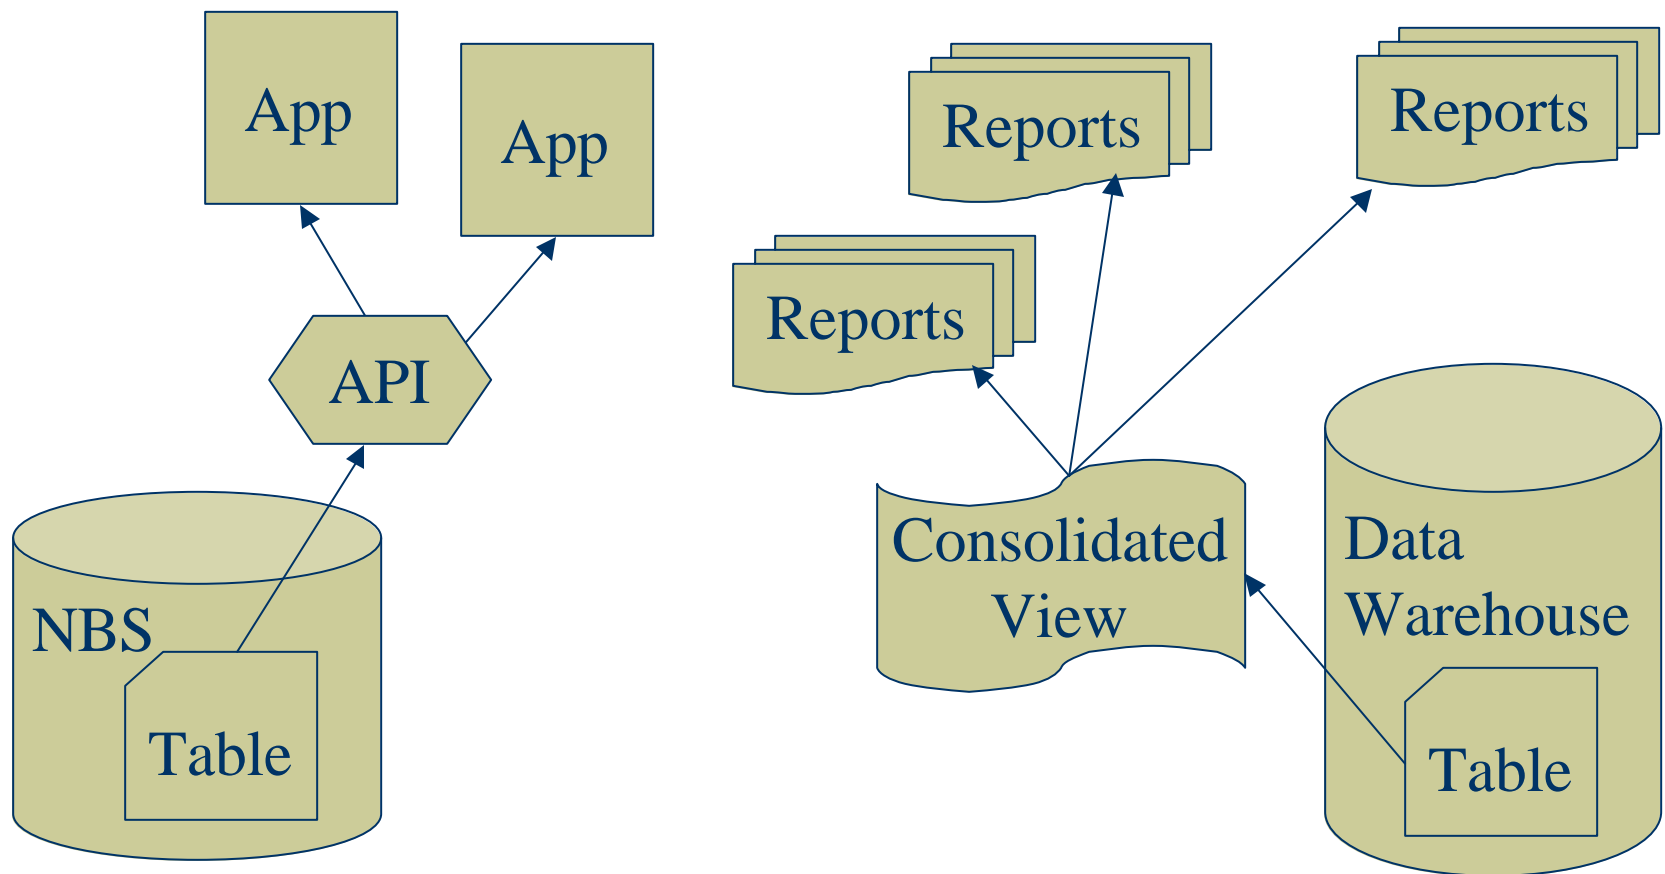 App
App
API
NBS
Table
Reports
Reports
Reports
Consolidated
View
Data
Warehouse
Table